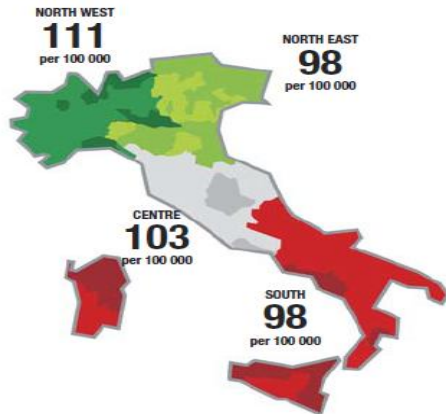 NORTH WEST
111
per 100 000
NORTH EAST
98
per 100 000
CENTRE
103
per 100 000
SOUTH
98
per 100 000